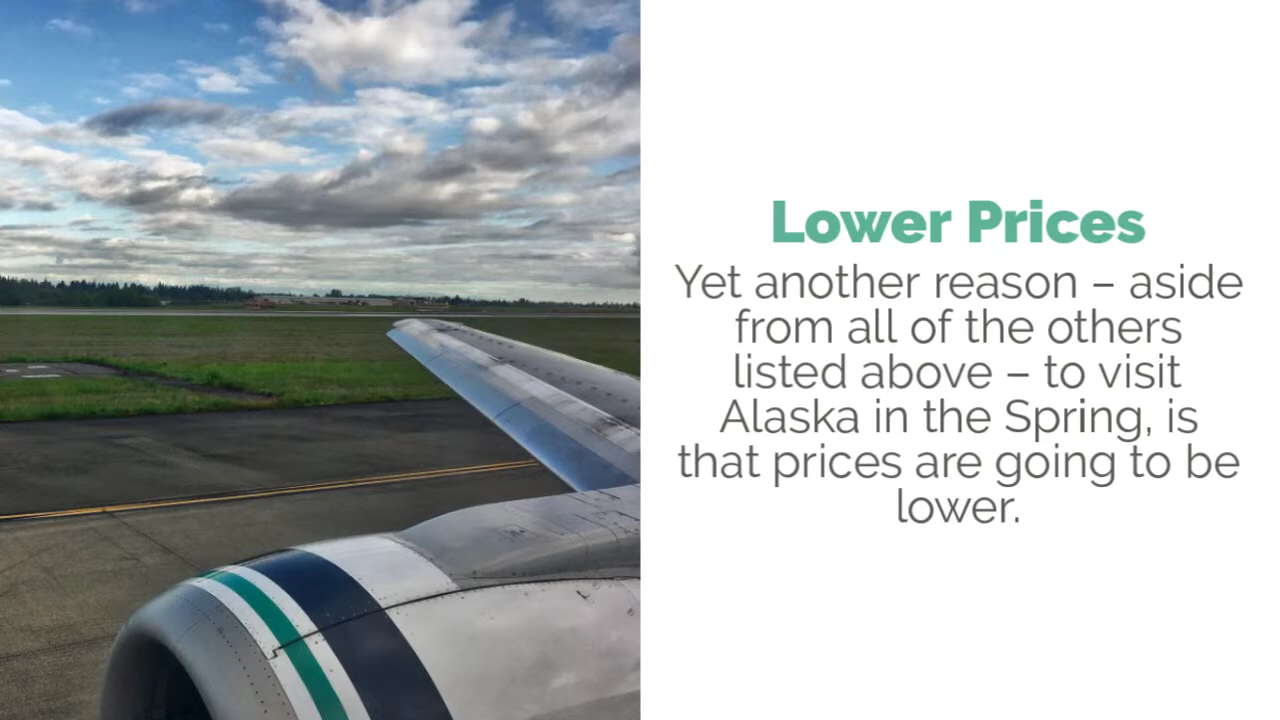 Lower Prices
Yet another reason – aside
from all of the others
listed above – to visit
Alaska in the Spring, is
that prices are going to be
lower.